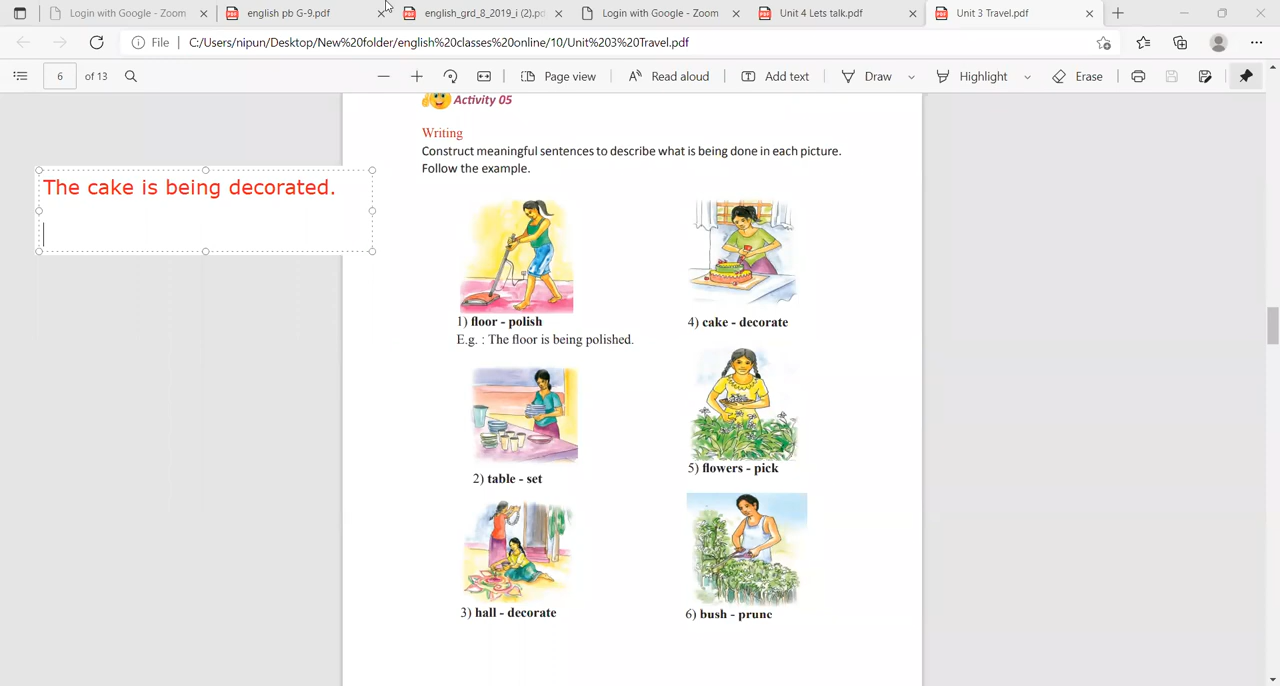 Login with Google - Zoom
english pb G-9.pdf
english_grd_8_2019_i (2).pd
Login with Google - Zoom
Unit 4 Lets talk.pdf
Unit 3 Travel.pdf
File
C:/Users/nipun/Desktop/New%20folder/english%20classes%20online/10/Unit%203%20Travel.pdf
6 of 13
Page view
Read aloud
Add text
Draw
Highlight
Erase
Activity 05
Writing
Construct meaningful sentences to describe what is being done in each picture.
Follow the example.
The cake is being decorated.
1) floor - polish
E.g. : The floor is being polished.
4) cake - decorate
2) table - set
5) flowers - pick
3) hall - decorate
6) bush - prune